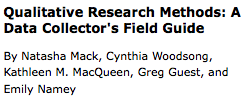 Qualitative Research Methods: A
Data Collector's Field Guide
By Natasha Mack, Cynthia Woodsong,
Kathleen M. MacQueen, Greg Guest, and
Emily Namey